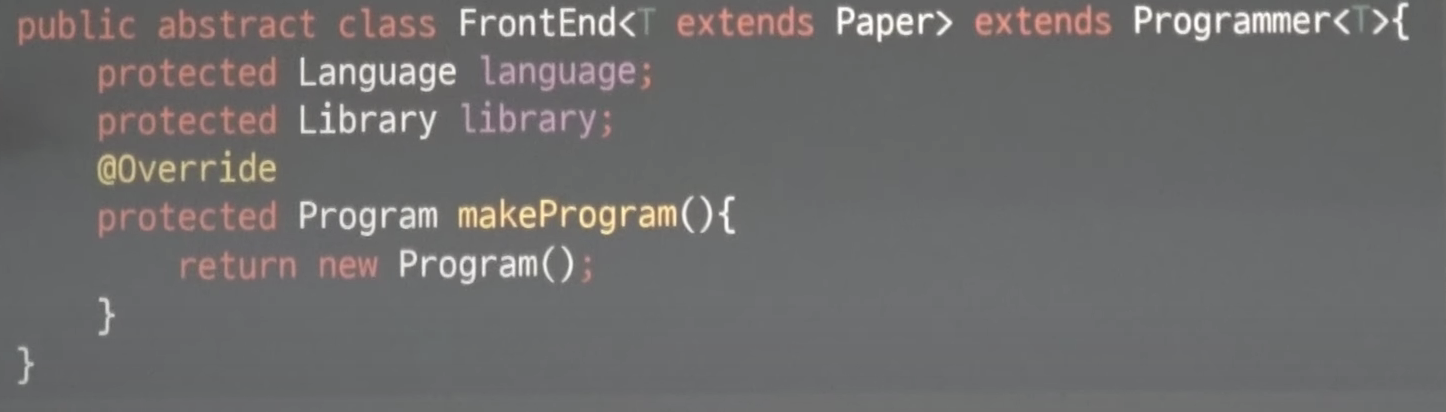 public abstract class FrontEnd<T extends Paper> extends Programmer<T>{
    protected Language language;
    protected Library library;
    @Override
    protected Program makeProgram(){
        return new Program();
    }
}